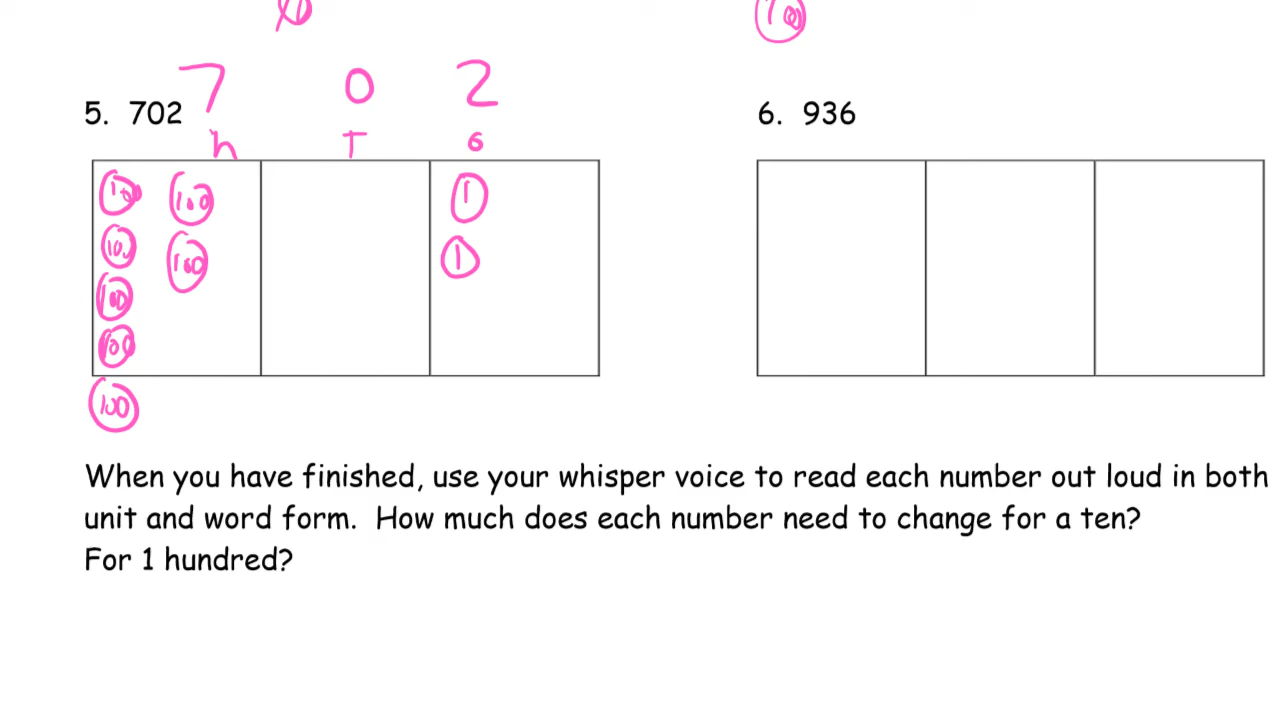 10
100
7 0 2
5. 702
6. 936
h T o
100 100 1
100 100 1
100
100
100
When you have finished, use your whisper voice to read each number out loud in both
unit and word form. How much does each number need to change for a ten?
For 1 hundred?